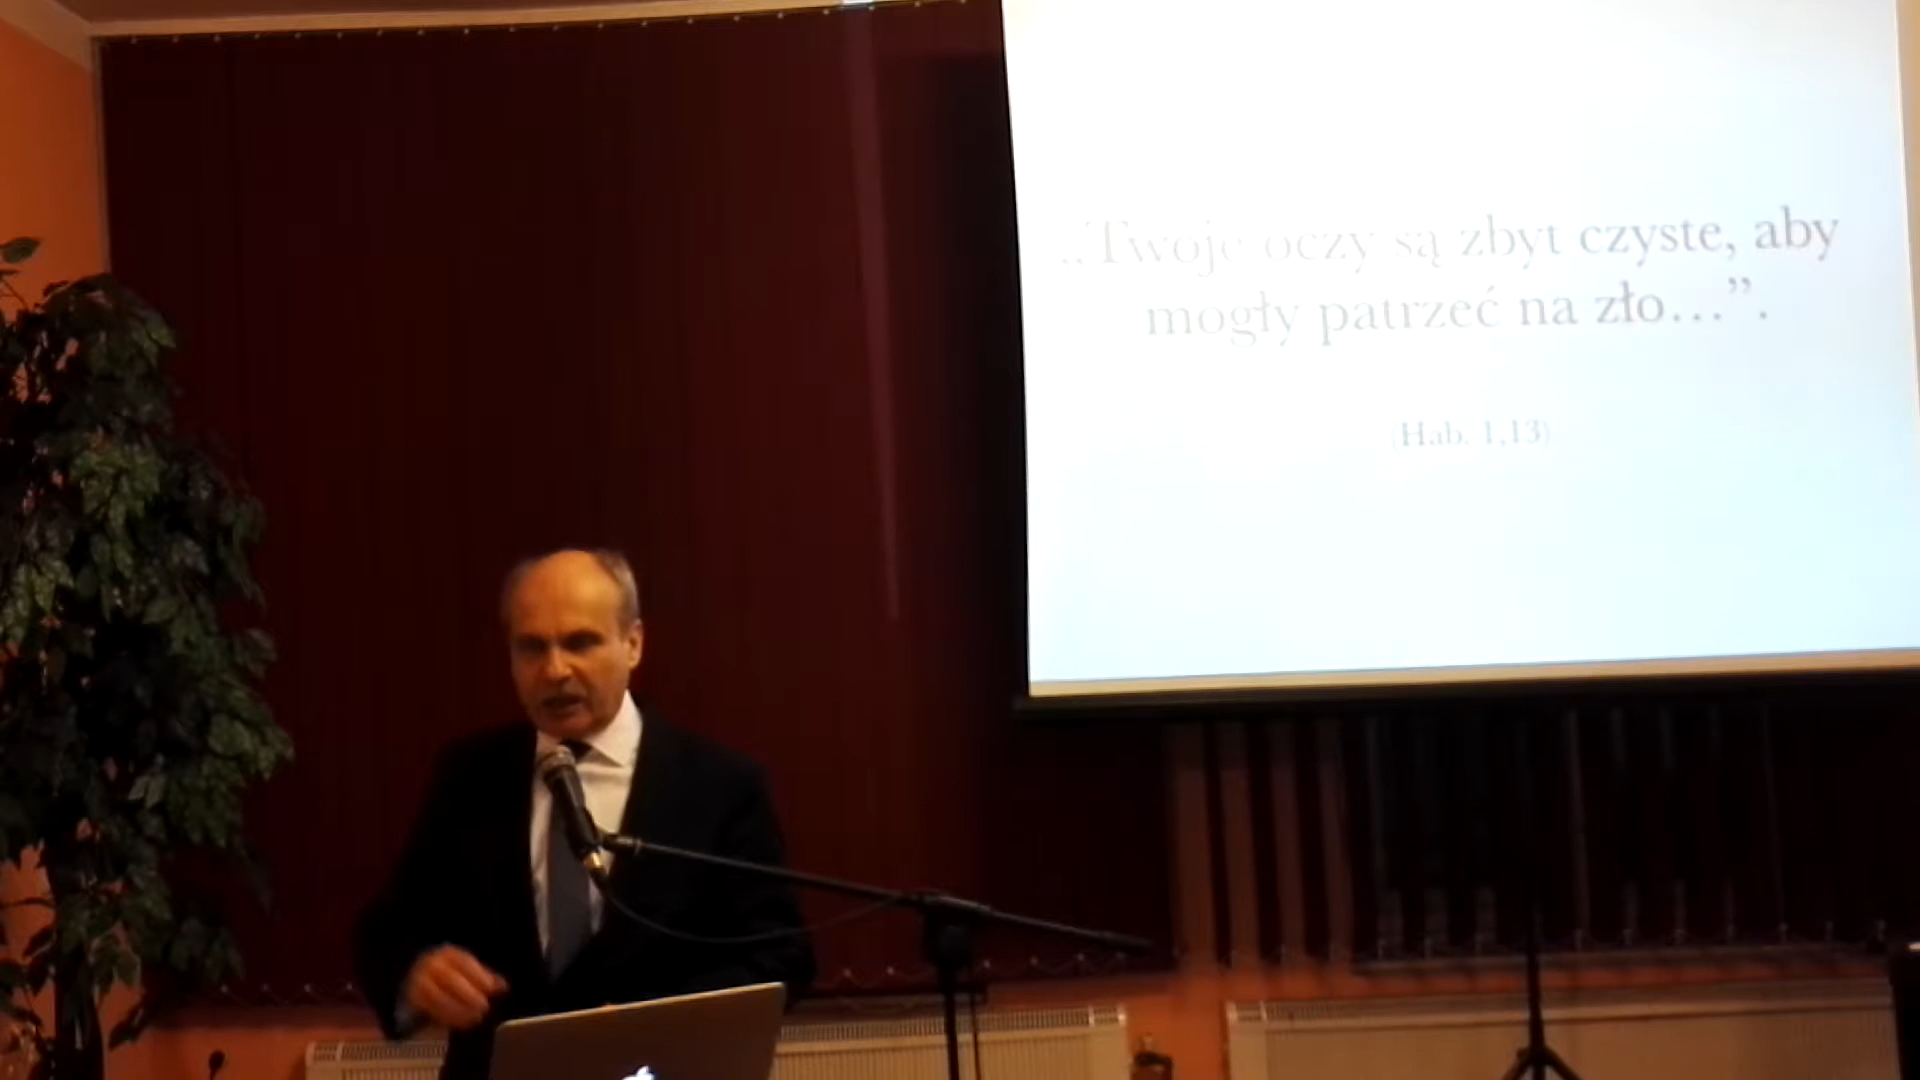 „Twoje oczy są zbyt czyste, aby
mogły patrzeć na zło…”.
(Hab. 1,13)